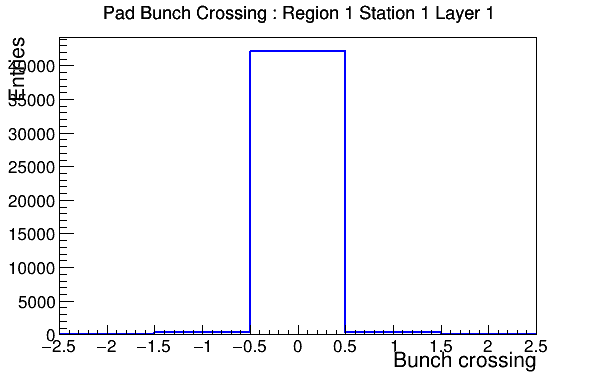 Pad Bunch Crossing : Region 1 Station 1 Layer 1
Entries
40000
35000
30000
25000
20000
15000
10000
5000
0
−2.5 −2 −1.5 −1 −0.5 0 0.5 1 1.5 2 2.5
Bunch crossing